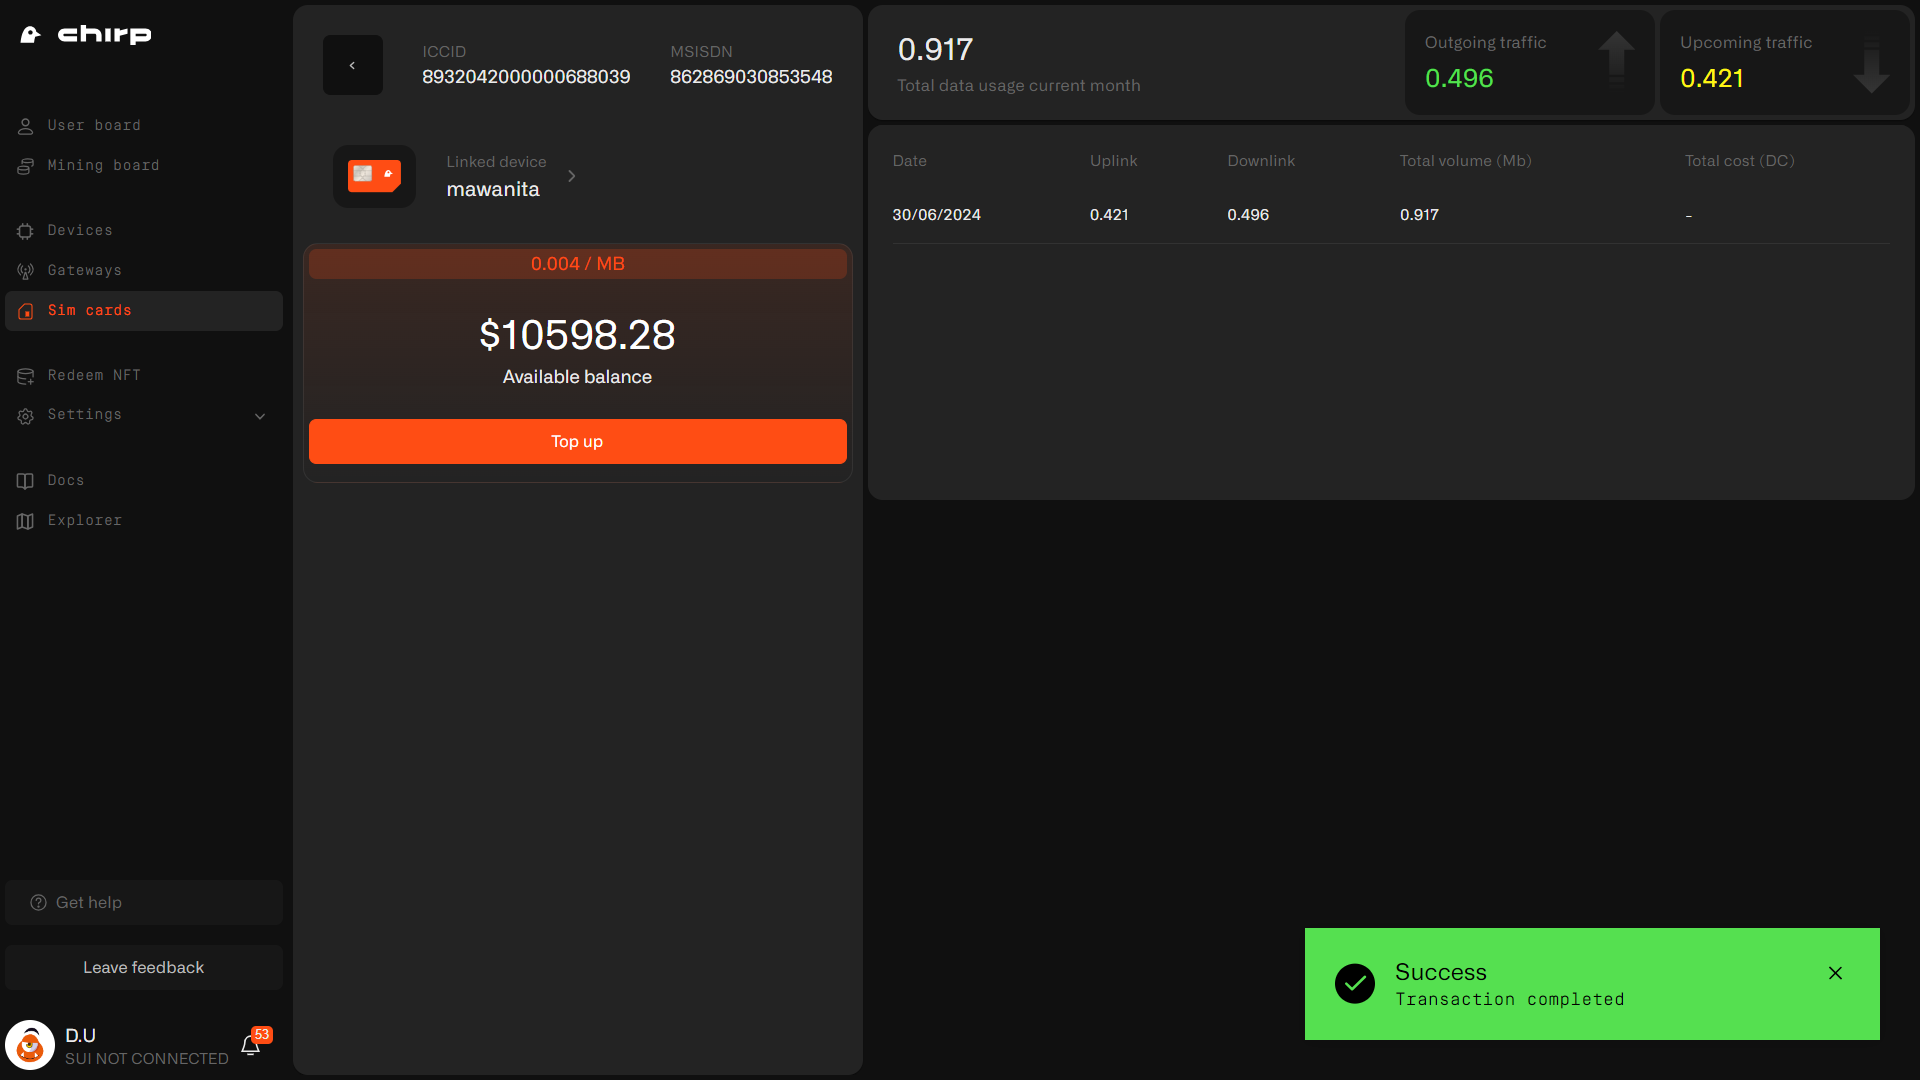 chirp
User board
Mining board
Devices
Gateways
Sim cards
Redeem NFT
Settings
Docs
Explorer
Get help
Leave feedback
D.U
SUI NOT CONNECTED
53
ICCID
8932042000000688039
MSISDN
862869030853548
Linked device
mawanita
0.004 / MB
$10598.28
Available balance
Top up
0.917
Total data usage current month
Outgoing traffic
0.496
Upcoming traffic
0.421
Date Uplink Downlink Total volume (Mb) Total cost (DC)
30/06/2024 0.421 0.496 0.917 -
Success
Transaction completed